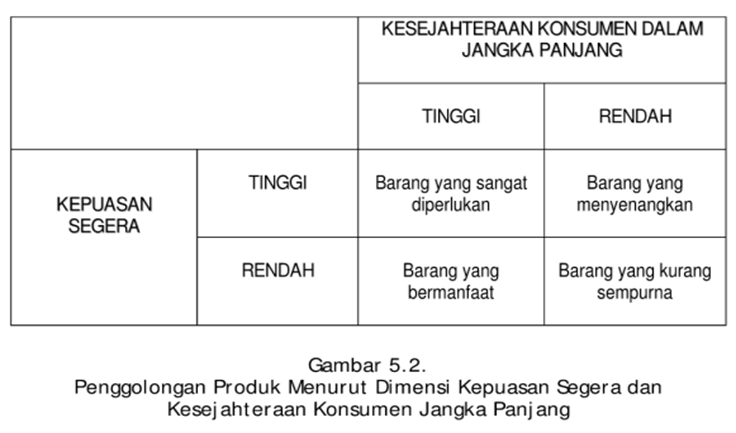 KESEJAHTERAAN KONSUMEN DALAM
JANGKA PANJANG
TINGGI
RENDAH
KEPUASAN
SEGERA
TINGGI
Barang yang sangat
diperlukan
Barang yang
menyenangkan
RENDAH
Barang yang
bermanfaat
Barang yang kurang
sempurna
Gambar 5.2.
Penggolongan Produk Menurut Dimensi Kepuasan Segera dan
Kesejahteraan Konsumen Jangka Panjang